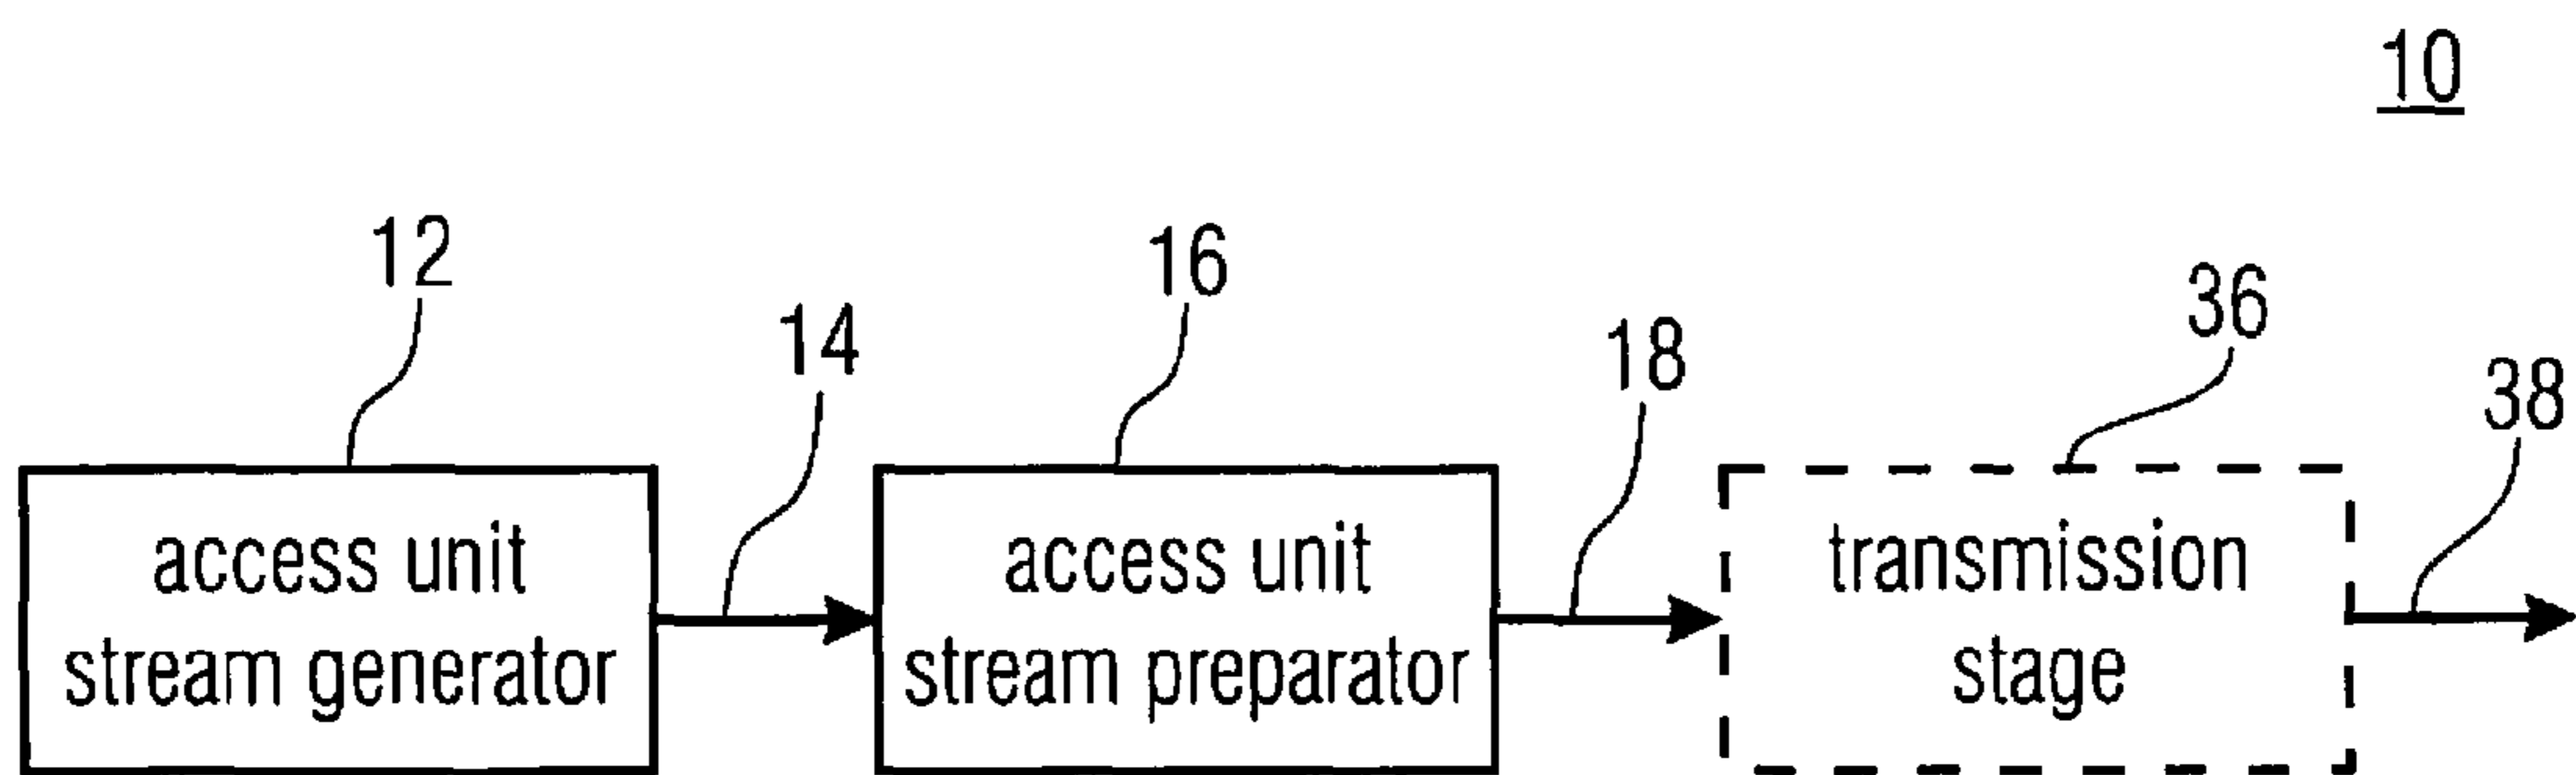 10
12
14
16
18
36
38
access unit
stream generator
access unit
stream preparator
transmission
stage